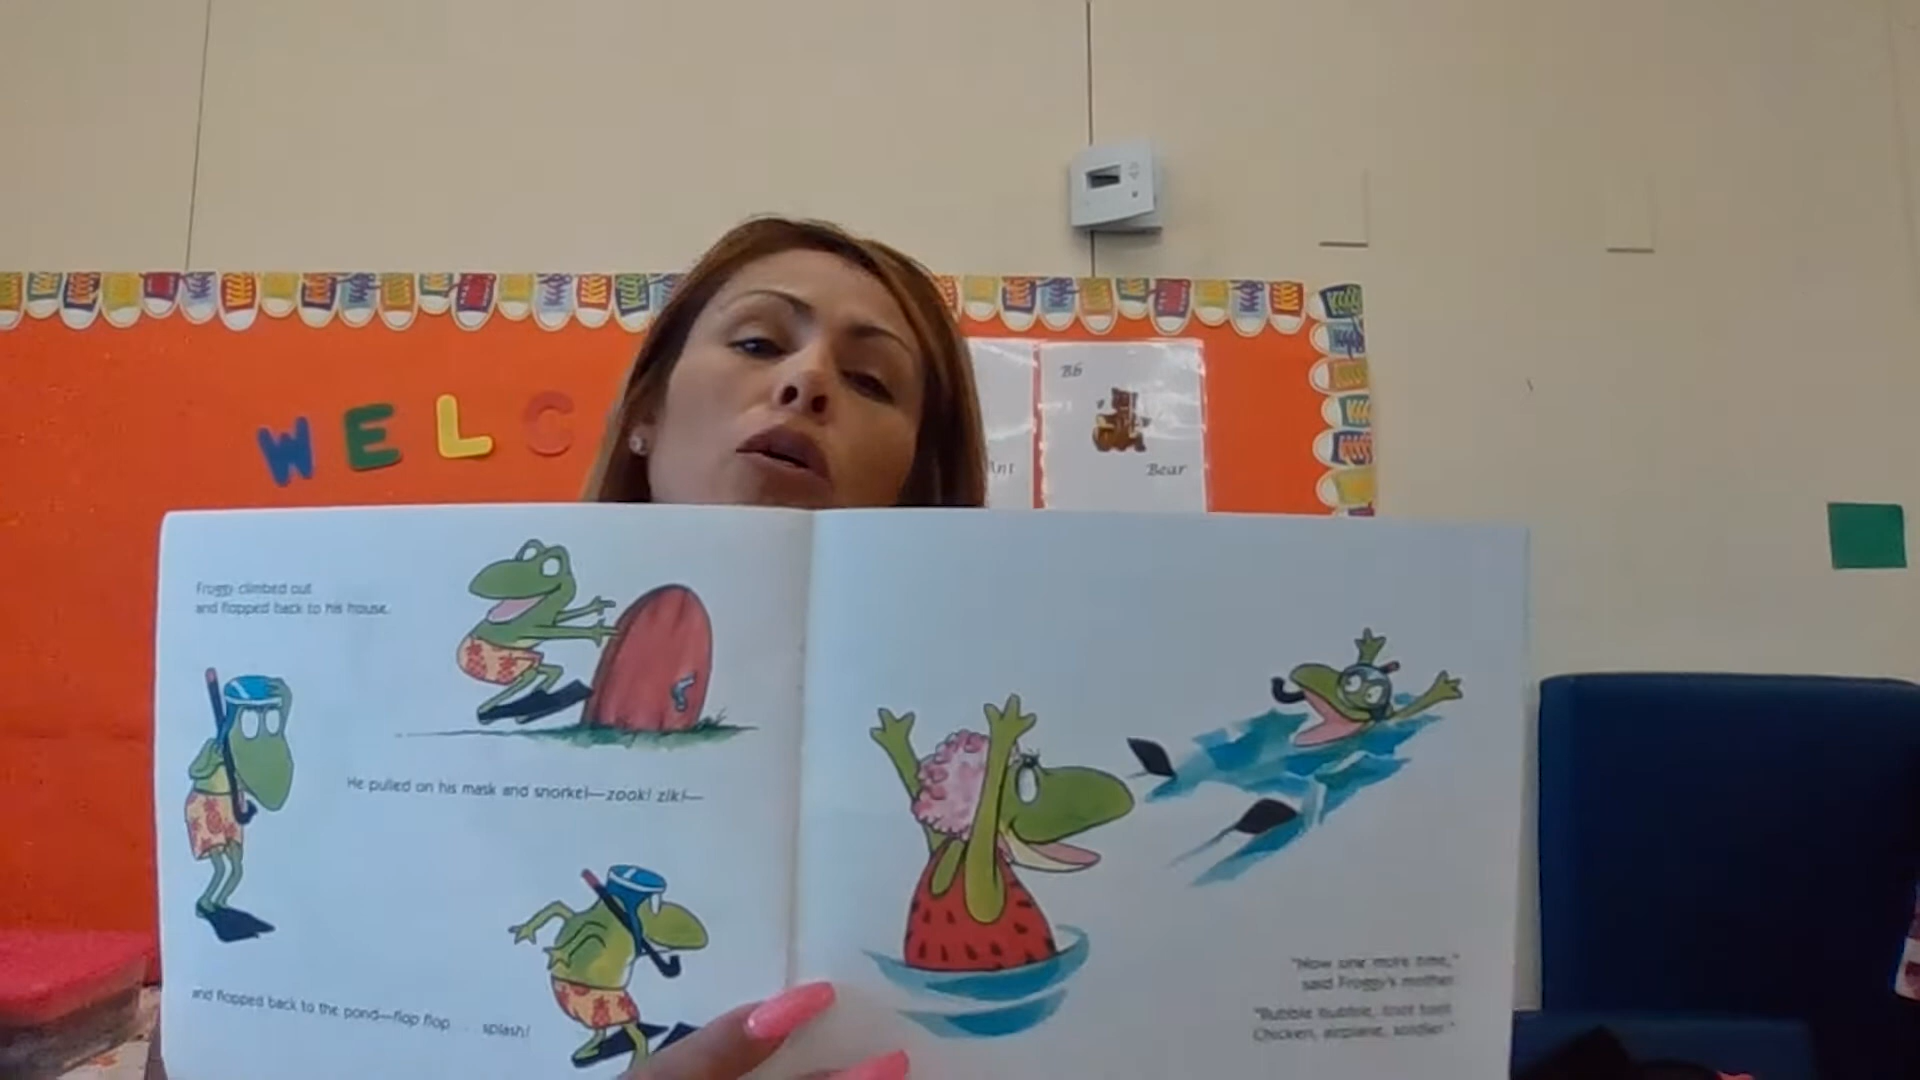 WELC
Bb
Ant
Bear
Froggy climbed out
and flopped back to his house.
He pulled on his mask and snorkel—zook! zik!—
and flopped back to the pond—flop flop . . . splash!
"Now one more time,"
said Froggy's mother.
"Bubble bubble, toot toot.
Chicken, airplane, soldier."